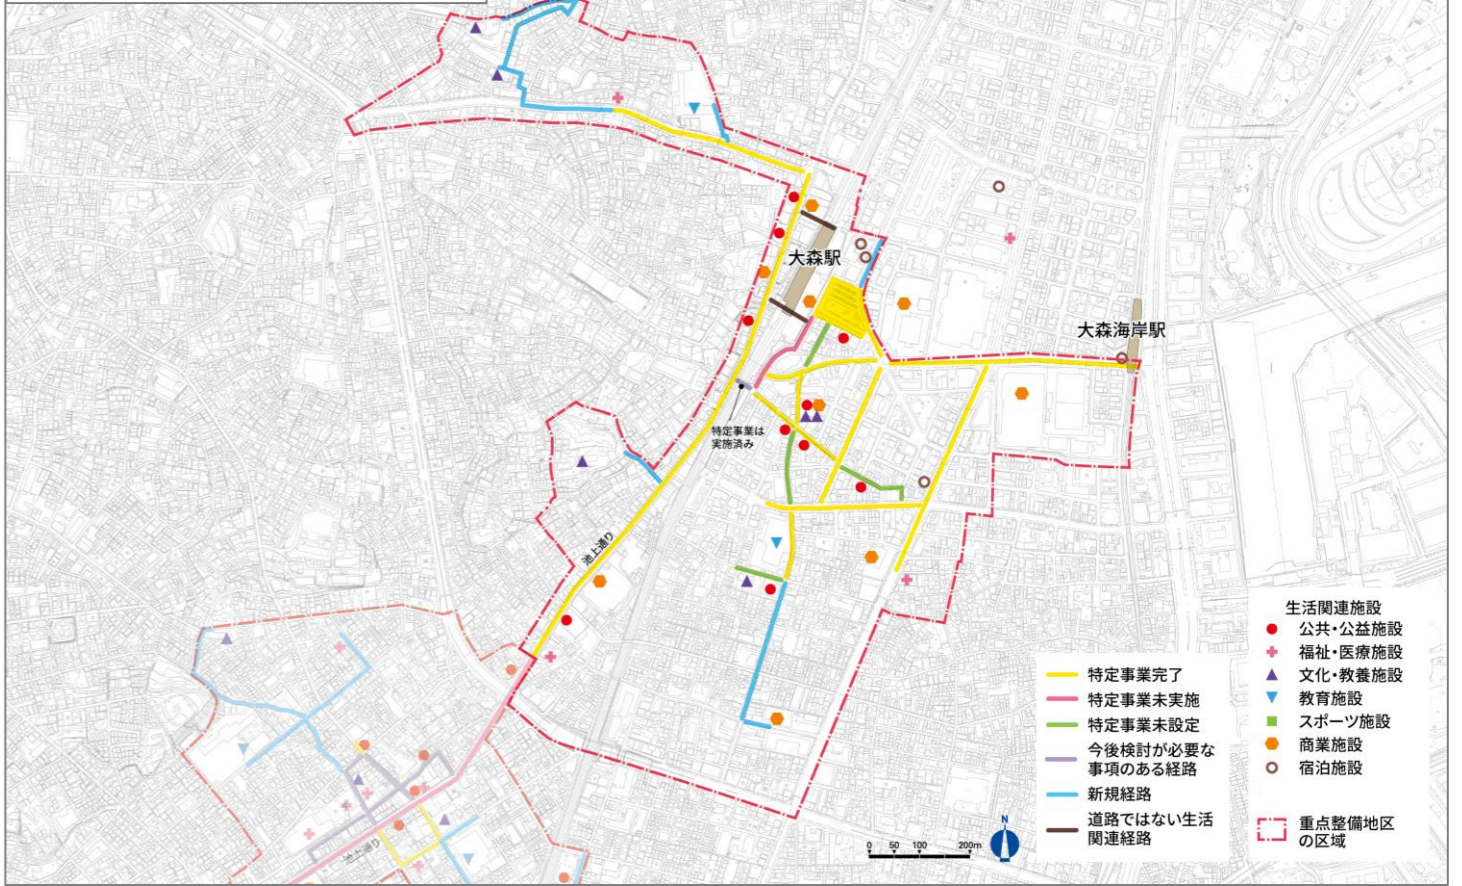 大森駅
大森海岸駅
特定事業は
実施済み
池上通り
池上通り
特定事業完了
特定事業未実施
特定事業未設定
今後検討が必要な
事項のある経路
新規経路
道路ではない生活
関連経路
生活関連施設
公共・公益施設
福祉・医療施設
文化・教養施設
教育施設
スポーツ施設
商業施設
宿泊施設
重点整備地区
の区域
N
0 50 100 200m